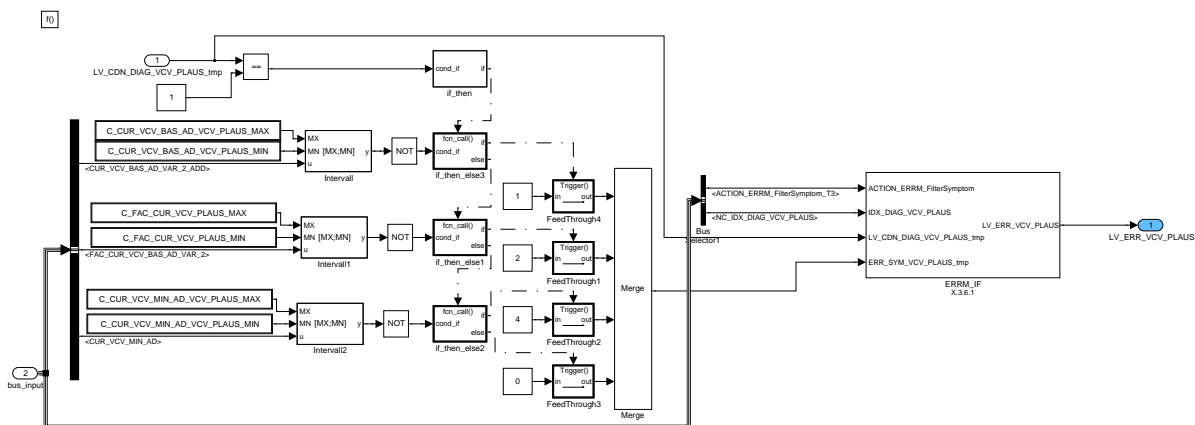 f()
1
LV_CDN_DIAG_VCV_PLAUS_tmp
==
1
cond_if
if
if_then
C_CUR_VCV_BAS_AD_VCV_PLAUS_MAX
C_CUR_VCV_BAS_AD_VCV_PLAUS_MIN
<CUR_VCV_BAS_AD_VAR_2_ADD>
MX
MN [MX;MN] y
u
Intervall
NOT
fcn_call()
if
cond_if
else
if_then_else3
1
Trigger()
in out
FeedThrough4
C_FAC_CUR_VCV_PLAUS_MAX
C_FAC_CUR_VCV_PLAUS_MIN
<FAC_CUR_VCV_BAS_AD_VAR_2>
MX
MN [MX;MN] y
u
Intervall1
NOT
fcn_call()
if
cond_if
else
if_then_else1
2
Trigger()
in out
FeedThrough1
C_CUR_VCV_MIN_AD_VCV_PLAUS_MAX
C_CUR_VCV_MIN_AD_VCV_PLAUS_MIN
<CUR_VCV_MIN_AD>
MX
MN [MX;MN] y
u
Intervall2
NOT
fcn_call()
if
cond_if
else
if_then_else2
4
Trigger()
in out
FeedThrough2
0
Trigger()
in out
FeedThrough3
Merge
Merge
2
bus_input
<ACTION_ERRM_FilterSymptom_T3>
<NC_IDX_DIAG_VCV_PLAUS>
Bus
Selector1
ACTION_ERRM_FilterSymptom
IDX_DIAG_VCV_PLAUS
LV_ERR_VCV_PLAUS
LV_CDN_DIAG_VCV_PLAUS_tmp
ERR_SYM_VCV_PLAUS_tmp
ERRM_IF
X.3.6.1
1
LV_ERR_VCV_PLAUS